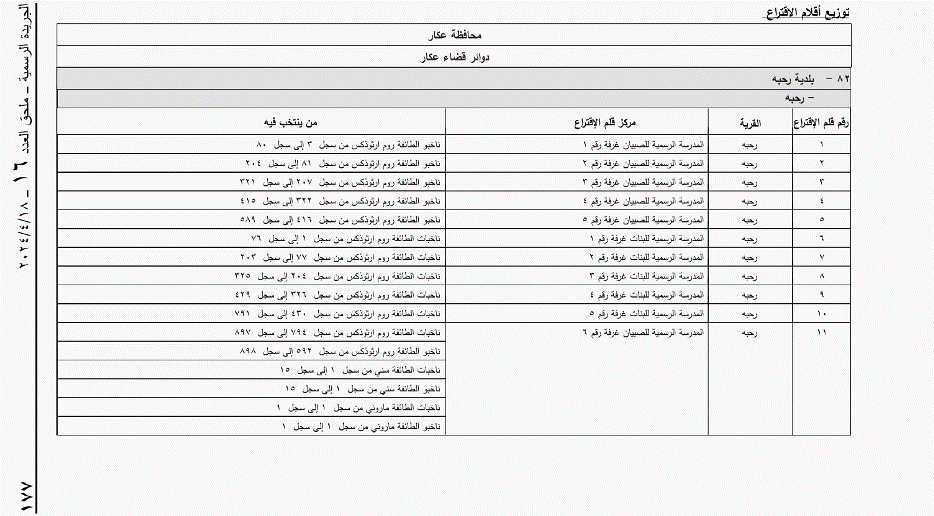 الجريدة الرسمية – ملحق العدد ١٦ – ٢٠٢٤/٤/١٨
١٧٧
توزيع أقلام الاقتراع
محافظة عكار
دوائر قضاء عكار
٨٢ – بلدية رحبه
– رحبه
رقم قلم الإقتراع القرية مركز قلم الإقتراع من ينتخب فيه
١ رحبه المدرسة الرسمية للصبيان غرفة رقم ١ ناخبو الطائفة روم ارثوذكس من سجل ٣ إلى سجل ٨٠
٢ رحبه المدرسة الرسمية للصبيان غرفة رقم ٢ ناخبو الطائفة روم ارثوذكس من سجل ٨١ إلى سجل ٢٠٤
٣ رحبه المدرسة الرسمية للصبيان غرفة رقم ٣ ناخبو الطائفة روم ارثوذكس من سجل ٢٠٧ إلى سجل ٣٢١
٤ رحبه المدرسة الرسمية للصبيان غرفة رقم ٤ ناخبو الطائفة روم ارثوذكس من سجل ٣٢٢ إلى سجل ٤١٥
٥ رحبه المدرسة الرسمية للصبيان غرفة رقم ٥ ناخبو الطائفة روم ارثوذكس من سجل ٤١٦ إلى سجل ٥٨٩
٦ رحبه المدرسة الرسمية للبنات غرفة رقم ١ ناخبات الطائفة روم ارثوذكس من سجل ١ إلى سجل ٧٦
٧ رحبه المدرسة الرسمية للبنات غرفة رقم ٢ ناخبات الطائفة روم ارثوذكس من سجل ٧٧ إلى سجل ٢٠٣
٨ رحبه المدرسة الرسمية للبنات غرفة رقم ٣ ناخبات الطائفة روم ارثوذكس من سجل ٢٠٤ إلى سجل ٣٢٥
٩ رحبه المدرسة الرسمية للبنات غرفة رقم ٤ ناخبات الطائفة روم ارثوذكس من سجل ٣٢٦ إلى سجل ٤٢٩
١٠ رحبه المدرسة الرسمية للبنات غرفة رقم ٥ ناخبات الطائفة روم ارثوذكس من سجل ٤٣٠ إلى سجل ٧٩١
١١ رحبه المدرسة الرسمية للصبيان غرفة رقم ٦ ناخبات الطائفة روم ارثوذكس من سجل ٧٩٤ إلى سجل ٨٩٧
ناخبو الطائفة روم ارثوذكس من سجل ٥٩٢ إلى سجل ٨٩٨
ناخبات الطائفة سني من سجل ١ إلى سجل ١٥
ناخبو الطائفة سني من سجل ١ إلى سجل ١٥
ناخبات الطائفة ماروني من سجل ١ إلى سجل ١
ناخبو الطائفة ماروني من سجل ١ إلى سجل ١